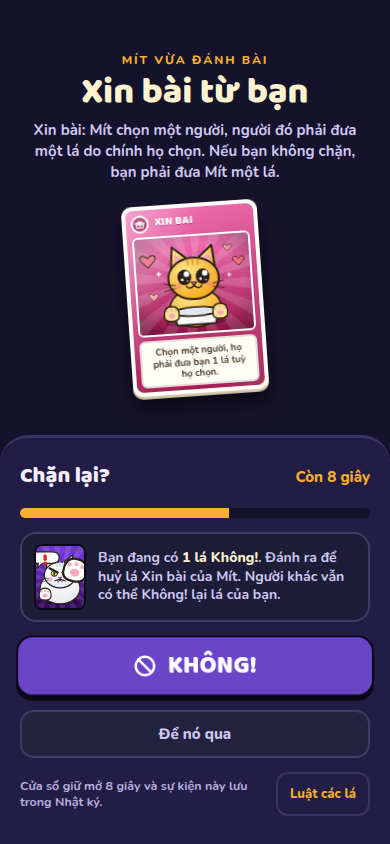 MÍT VỪA ĐÁNH BÀI
Xin bài từ bạn
Xin bài: Mít chọn một người, người đó phải đưa
một lá do chính họ chọn. Nếu bạn không chặn,
bạn phải đưa Mít một lá.
XIN BAI
Chọn một người, họ
phải đưa bạn 1 lá tuỳ
họ chọn.
Chặn lại?
Còn 8 giây
Bạn đang có 1 lá Không!. Đánh ra để
huỷ lá Xin bài của Mít. Người khác vẫn
có thể Không! lại lá của bạn.
KHÔNG!
Để nó qua
Cửa sổ giữ mở 8 giây và sự kiện này lưu
trong Nhật ký.
Luật các lá